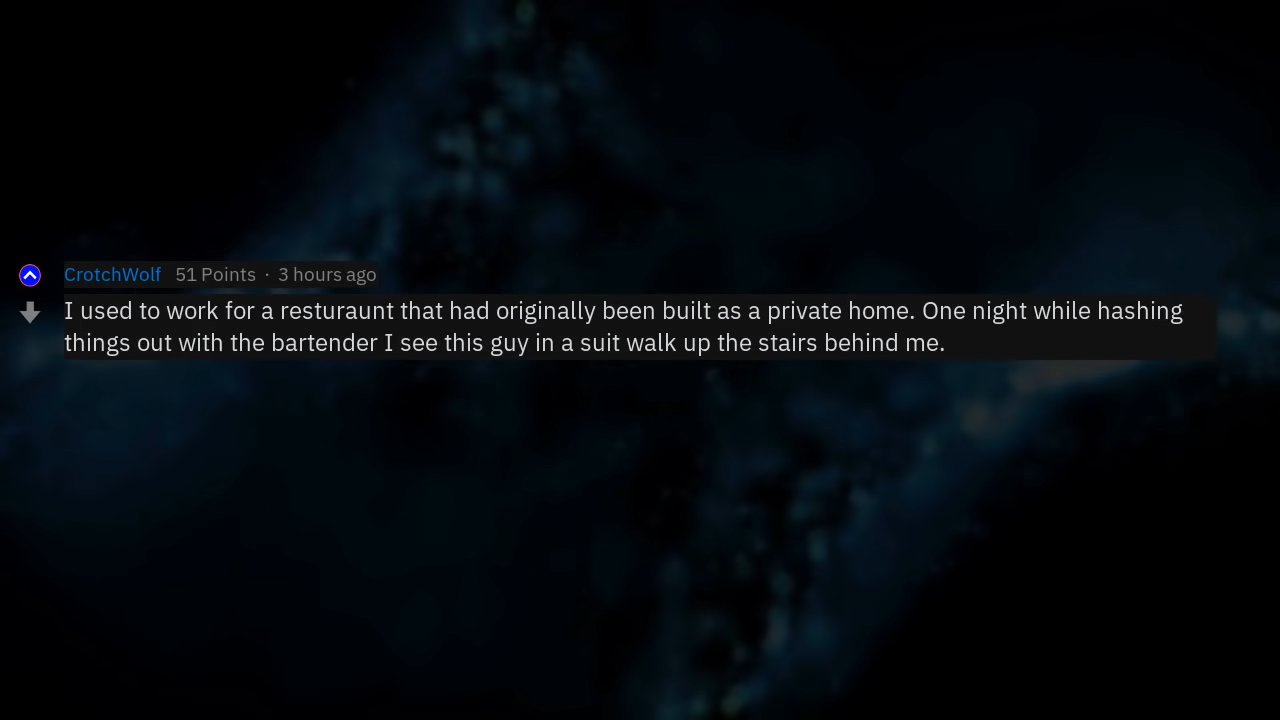 CrotchWolf 51 Points · 3 hours ago
I used to work for a resturaunt that had originally been built as a private home. One night while hashing
things out with the bartender I see this guy in a suit walk up the stairs behind me.